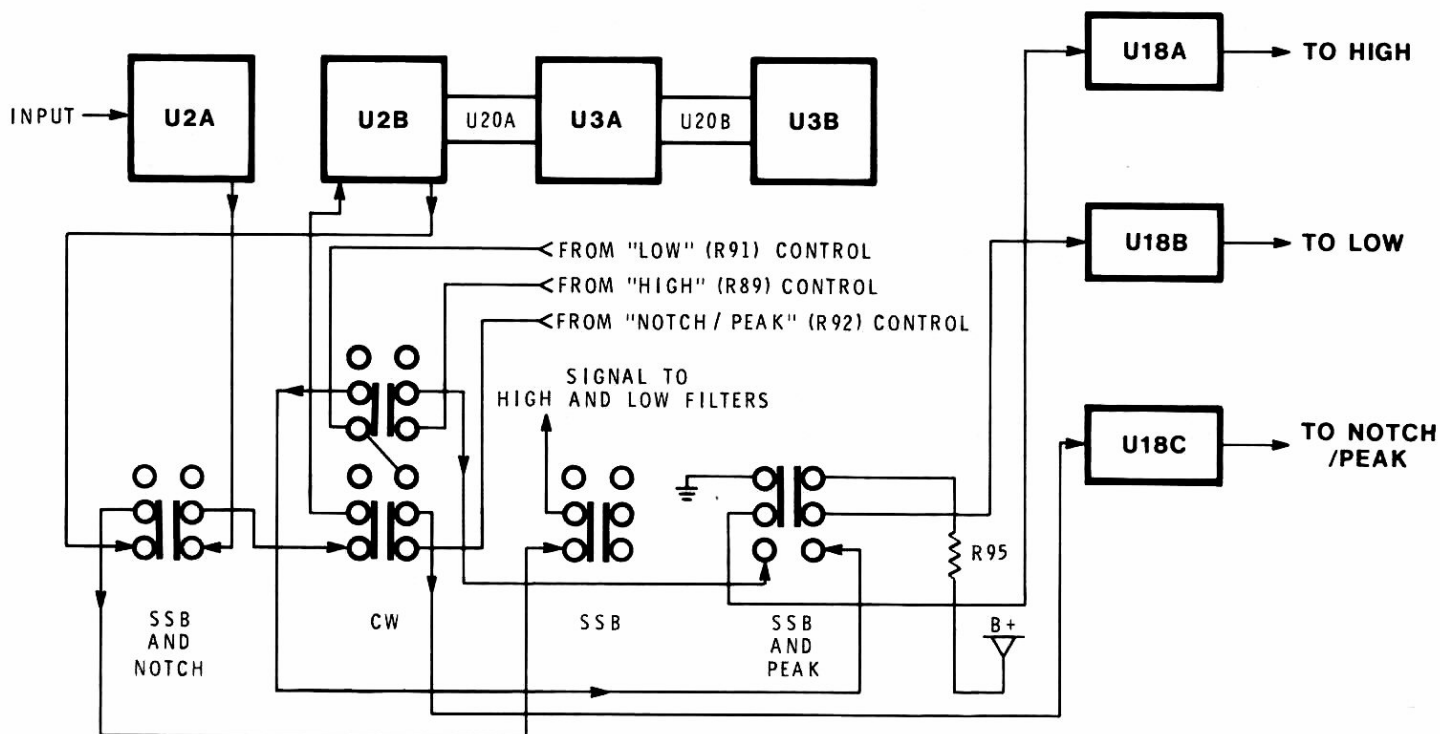 INPUT
U2A
U2B
U20A
U3A
U20B
U3B
U18A
TO HIGH
U18B
TO LOW
FROM "LOW" (R91) CONTROL
FROM "HIGH" (R89) CONTROL
FROM "NOTCH / PEAK" (R92) CONTROL
SIGNAL TO
HIGH AND LOW FILTERS
U18C
TO NOTCH
/PEAK
R95
B+
SSB
AND
NOTCH
CW
SSB
SSB
AND
PEAK